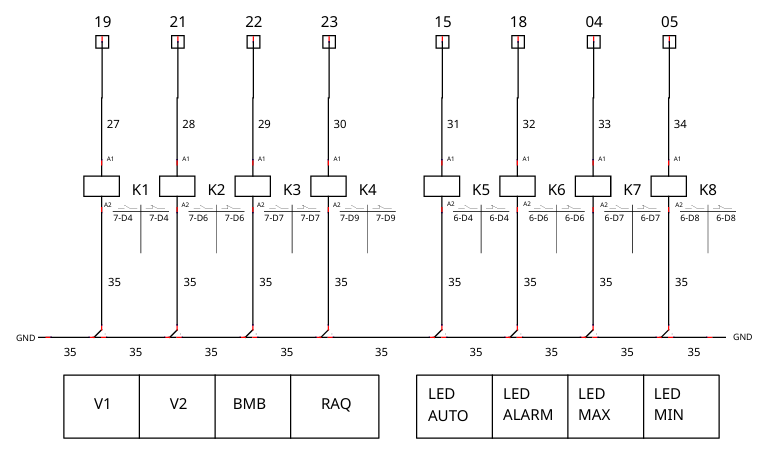 19 21 22 23 15 18 04 05
27 28 29 30 31 32 33 34
A1 A1 A1 A1 A1 A1 A1 A1
K1 K2 K3 K4 K5 K6 K7 K8
A2 A2 A2 A2 A2 A2 A2 A2
7-D4 7-D4 7-D6 7-D6 7-D7 7-D7 7-D9 7-D9 6-D4 6-D4 6-D6 6-D6 6-D7 6-D7 6-D8 6-D8
35 35 35 35 35 35 35 35
GND GND
35 35 35 35 35 35 35 35 35
V1 V2 BMB RAQ
LED AUTO
LED ALARM
LED MAX
LED MIN